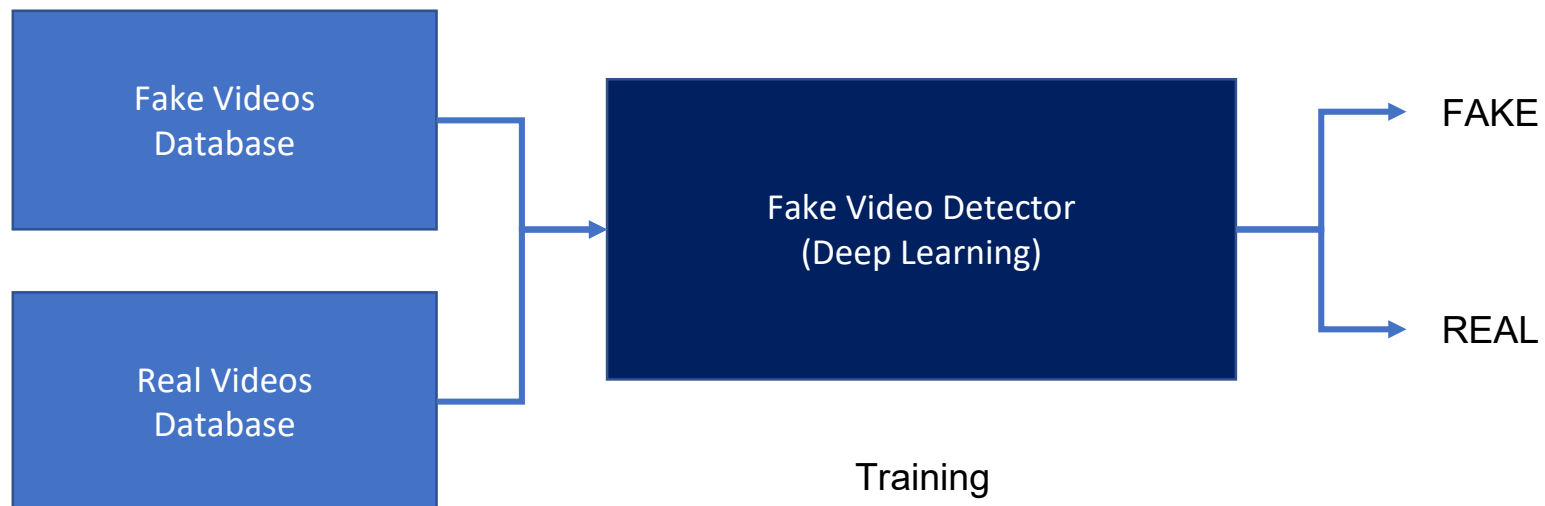 Fake Videos
Database
Real Videos
Database
Fake Video Detector
(Deep Learning)
FAKE
REAL
Training